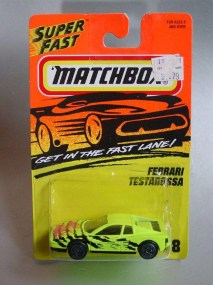 SUPER
FAST
MATCHBOX
GET IN THE FAST LANE!
FERRARI
TESTAROSSA
8